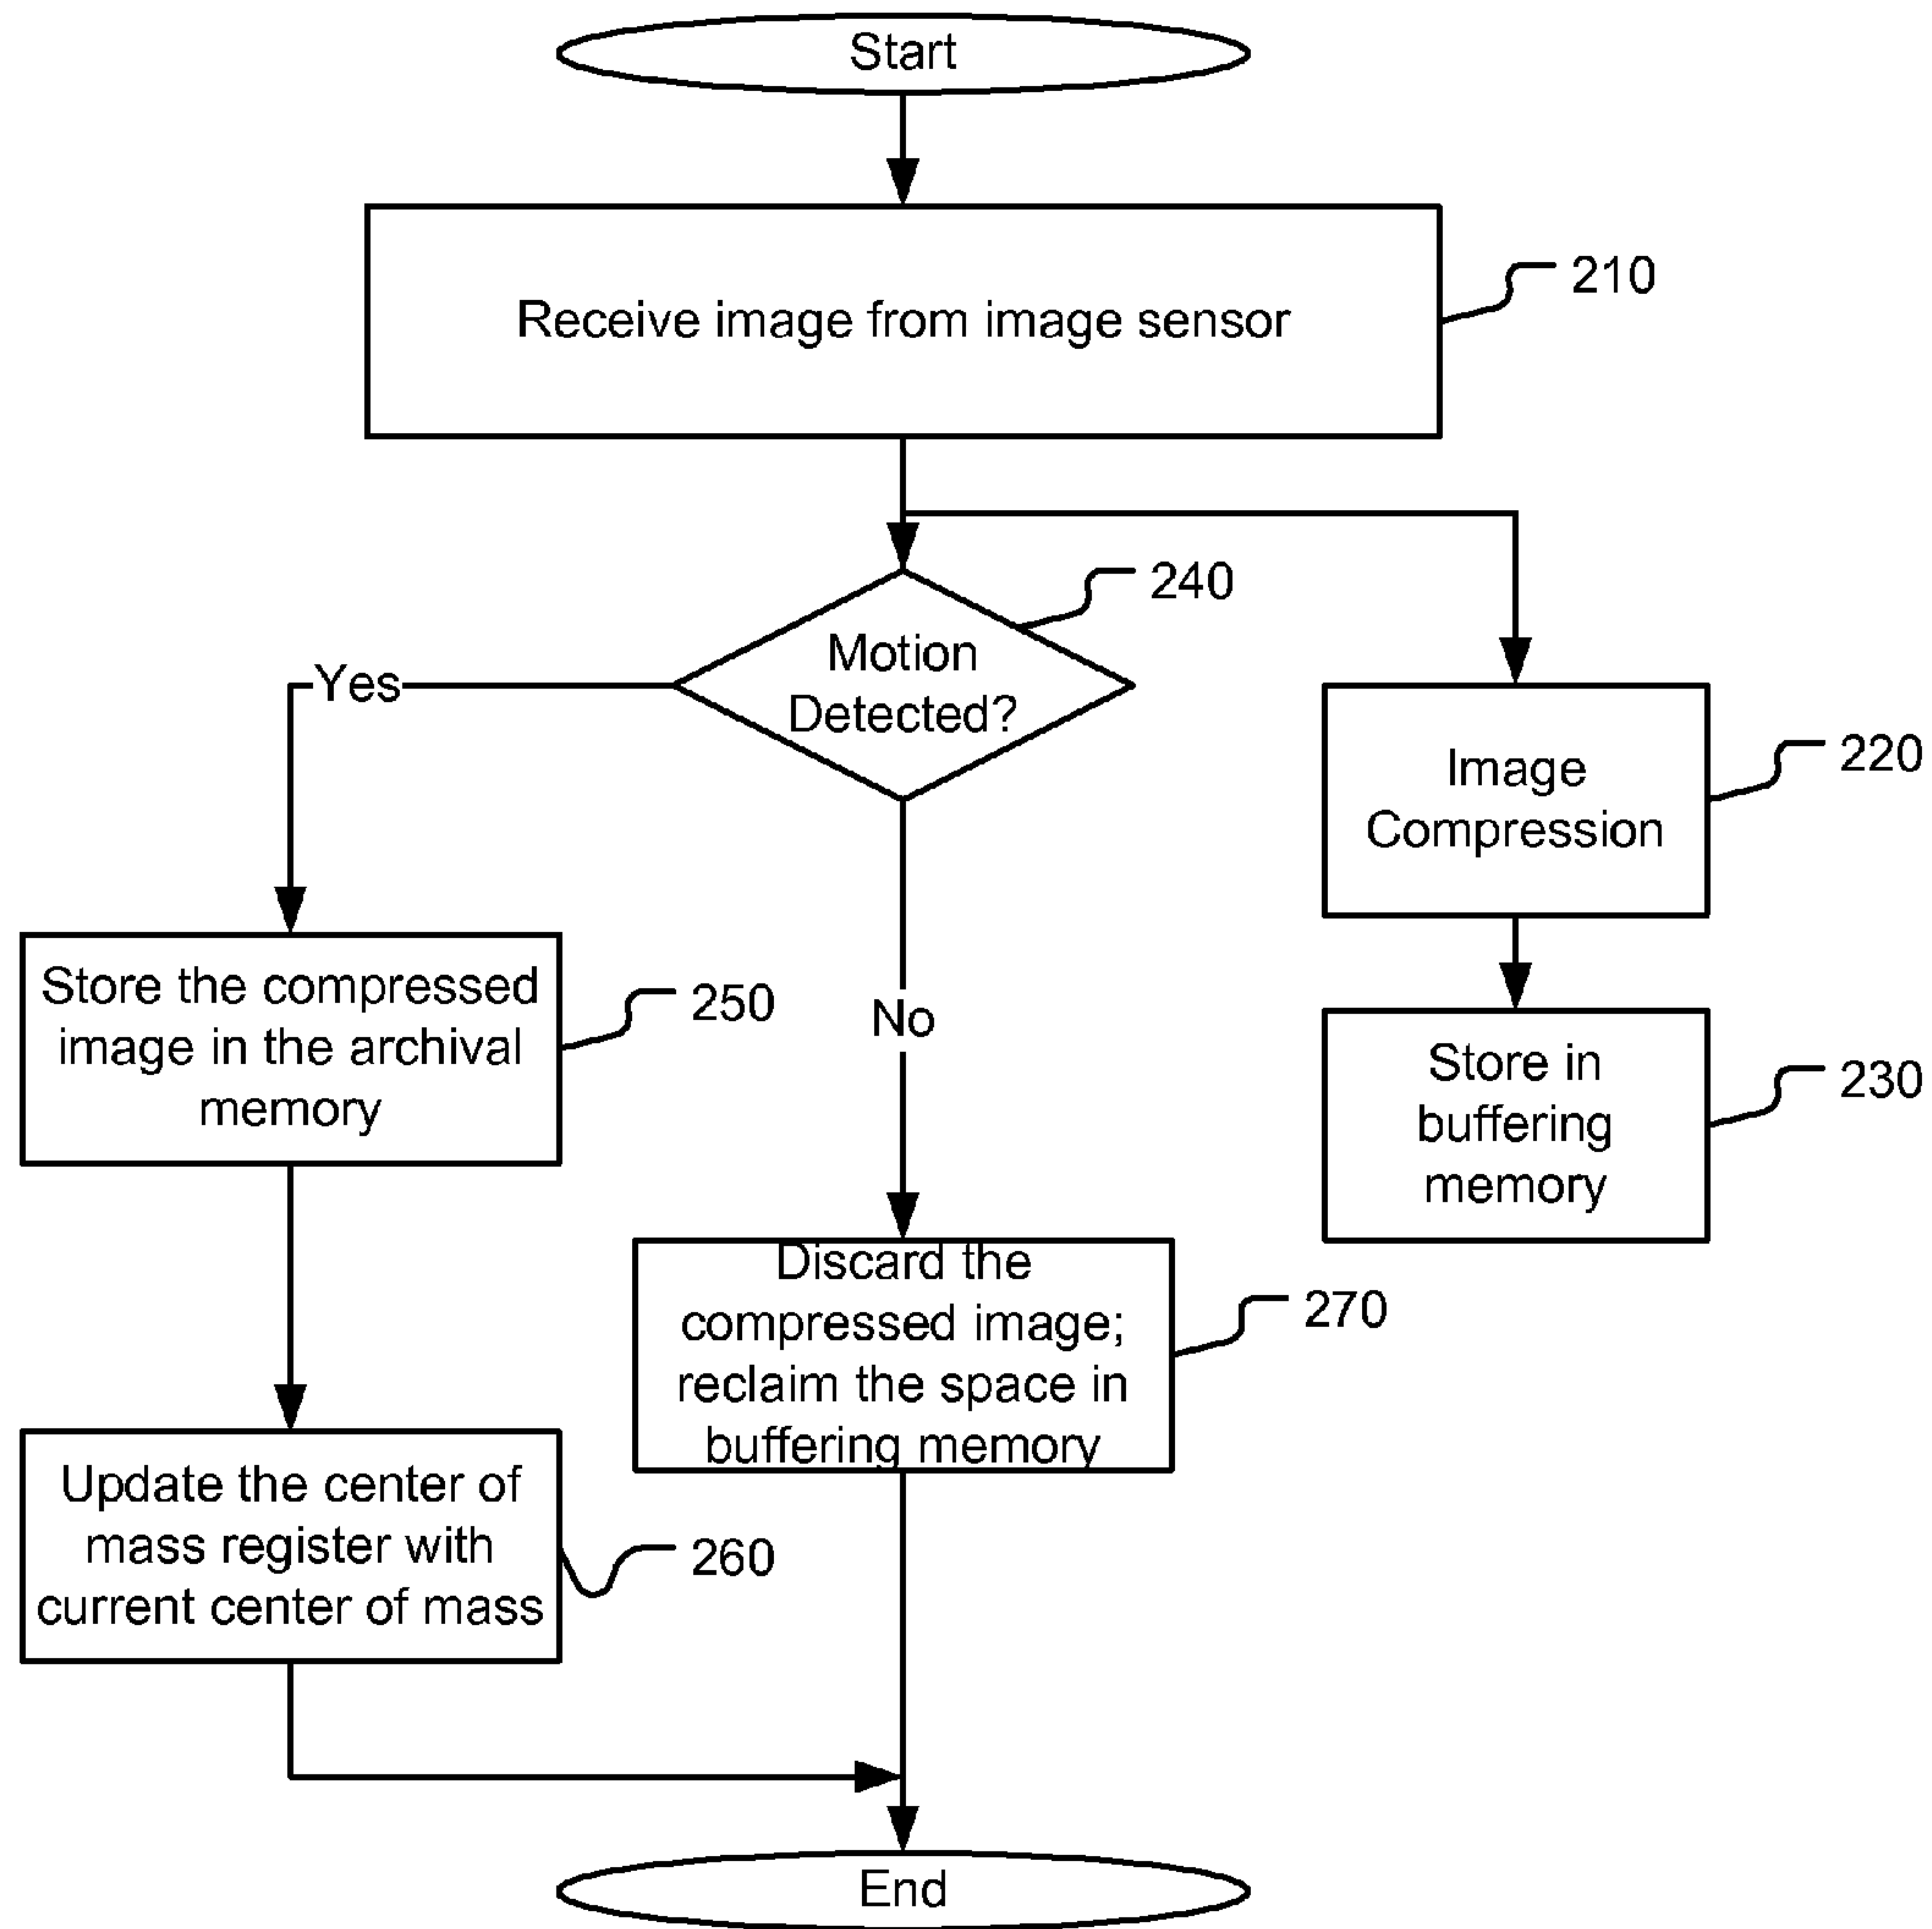 Start
Receive image from image sensor
210
Motion
Detected?
240
Yes
No
Image
Compression
220
Store in
buffering
memory
230
Store the compressed
image in the archival
memory
250
Discard the
compressed image;
reclaim the space in
buffering memory
270
Update the center of
mass register with
current center of mass
260
End